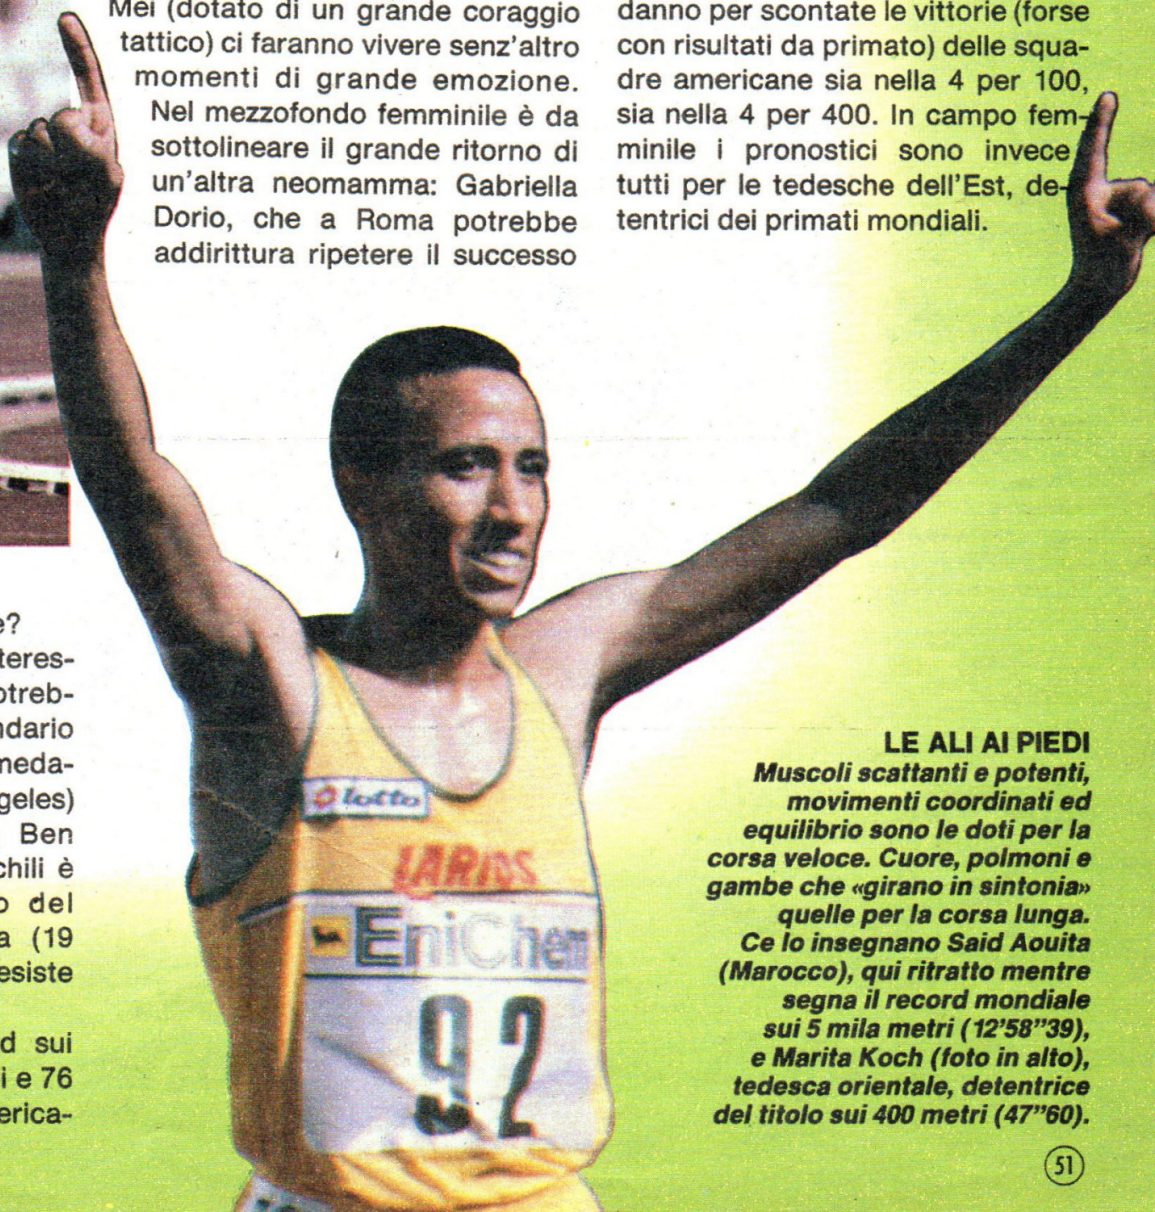 Mei (dotato di un grande coraggio
tattico) ci faranno vivere senz'altro
momenti di grande emozione.
Nel mezzofondo femminile è da
sottolineare il grande ritorno di
un'altra neomamma: Gabriella
Dorio, che a Roma potrebbe
addirittura ripetere il successo
danno per scontate le vittorie (forse
con risultati da primato) delle squa-
dre americane sia nella 4 per 100,
sia nella 4 per 400. In campo fem-
minile i pronostici sono invece
tutti per le tedesche dell'Est, de-
tentrici dei primati mondiali.
e?
teres-
otreb-
ndario
meda-
geles)
Ben
chili è
o del
a (19
esiste
d sui
i e 76
erica-
lotto
LARIOS
EniChem
92
LE ALI AI PIEDI
Muscoli scattanti e potenti,
movimenti coordinati ed
equilibrio sono le doti per la
corsa veloce. Cuore, polmoni e
gambe che «girano in sintonia»
quelle per la corsa lunga.
Ce lo insegnano Said Aouita
(Marocco), qui ritratto mentre
segna il record mondiale
sui 5 mila metri (12'58"39),
e Marita Koch (foto in alto),
tedesca orientale, detentrice
del titolo sui 400 metri (47"60).
51